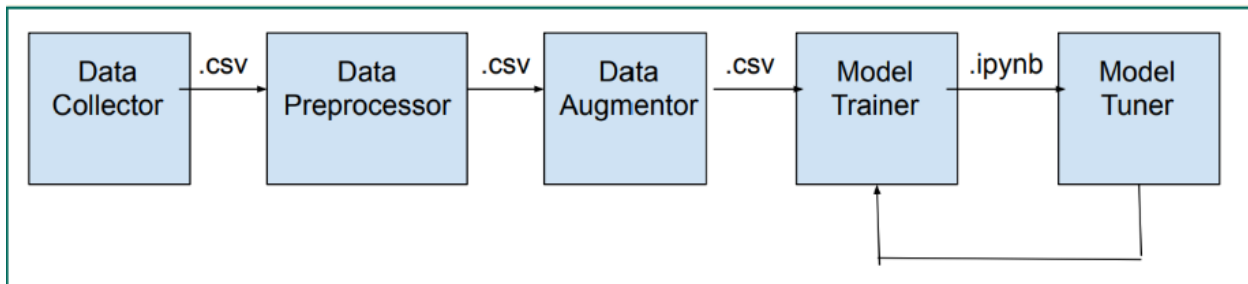 Data
Collector
.csv
Data
Preprocessor
.csv
Data
Augmentor
.csv
Model
Trainer
.ipynb
Model
Tuner